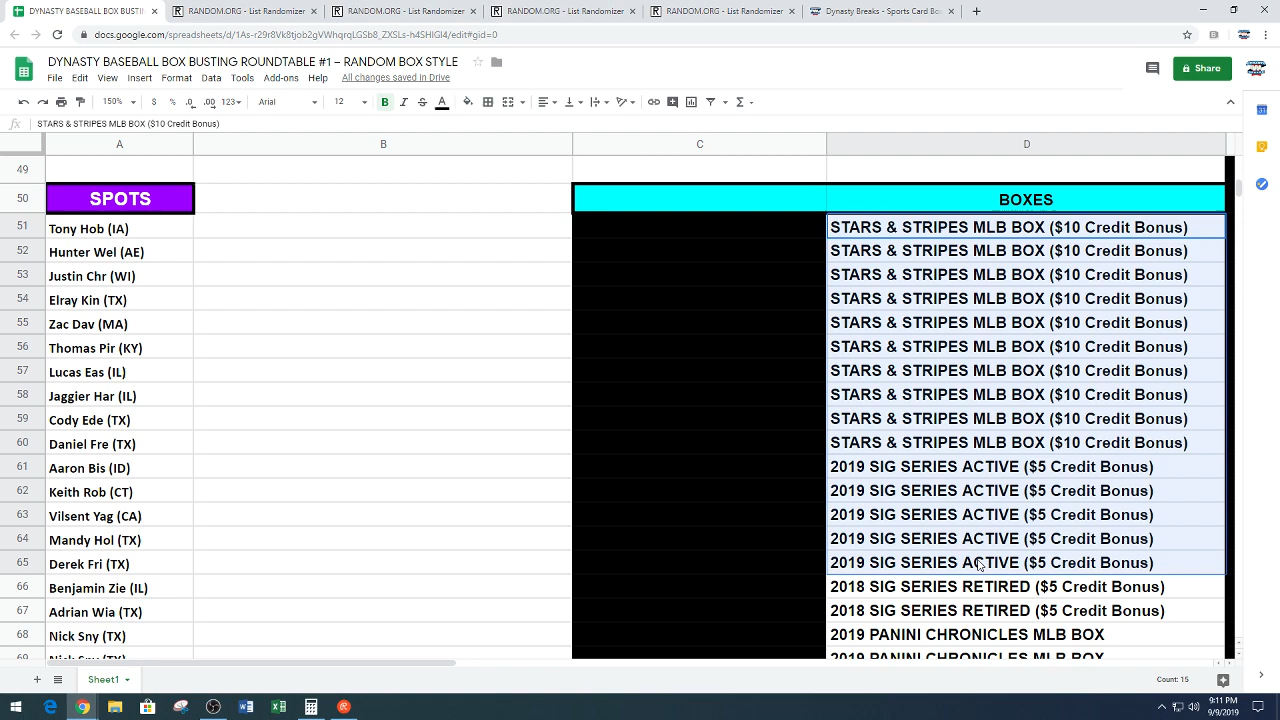 DYNASTY BASEBALL BOX BUSTIN
RANDOM.ORG - List Randomizer
RANDOM.ORG - List Randomizer
RANDOM.ORG - List Randomizer
RANDOM.ORG - List Randomizer
Dynasty Breaks - Sports Card Box
docs.google.com/spreadsheets/d/1As-r29r8Vk8tjob2gVWhqrqLGSb8_ZXSLs-h4SHIGI4/edit#gid=0
DYNASTY BASEBALL BOX BUSTING ROUNDTABLE #1 – RANDOM BOX STYLE
File Edit View Insert Format Data Tools Add-ons Help All changes saved in Drive
Share
150% $ % .0 .00 123 Arial 12 B I S A
fx STARS & STRIPES MLB BOX ($10 Credit Bonus)
A B C D
49
50 SPOTS BOXES
51 Tony Hob (IA) STARS & STRIPES MLB BOX ($10 Credit Bonus)
52 Hunter Wel (AE) STARS & STRIPES MLB BOX ($10 Credit Bonus)
53 Justin Chr (WI) STARS & STRIPES MLB BOX ($10 Credit Bonus)
54 Elray Kin (TX) STARS & STRIPES MLB BOX ($10 Credit Bonus)
55 Zac Dav (MA) STARS & STRIPES MLB BOX ($10 Credit Bonus)
56 Thomas Pir (KY) STARS & STRIPES MLB BOX ($10 Credit Bonus)
57 Lucas Eas (IL) STARS & STRIPES MLB BOX ($10 Credit Bonus)
58 Jaggier Har (IL) STARS & STRIPES MLB BOX ($10 Credit Bonus)
59 Cody Ede (TX) STARS & STRIPES MLB BOX ($10 Credit Bonus)
60 Daniel Fre (TX) STARS & STRIPES MLB BOX ($10 Credit Bonus)
61 Aaron Bis (ID) 2019 SIG SERIES ACTIVE ($5 Credit Bonus)
62 Keith Rob (CT) 2019 SIG SERIES ACTIVE ($5 Credit Bonus)
63 Vilsent Yag (CA) 2019 SIG SERIES ACTIVE ($5 Credit Bonus)
64 Mandy Hol (TX) 2019 SIG SERIES ACTIVE ($5 Credit Bonus)
65 Derek Fri (TX) 2019 SIG SERIES ACTIVE ($5 Credit Bonus)
66 Benjamin Zie (IL) 2018 SIG SERIES RETIRED ($5 Credit Bonus)
67 Adrian Wia (TX) 2018 SIG SERIES RETIRED ($5 Credit Bonus)
68 Nick Sny (TX) 2019 PANINI CHRONICLES MLB BOX
69 Nick Sny (TX) 2019 PANINI CHRONICLES MLB BOX
Sheet1
Count: 15
9:11 PM
9/9/2019